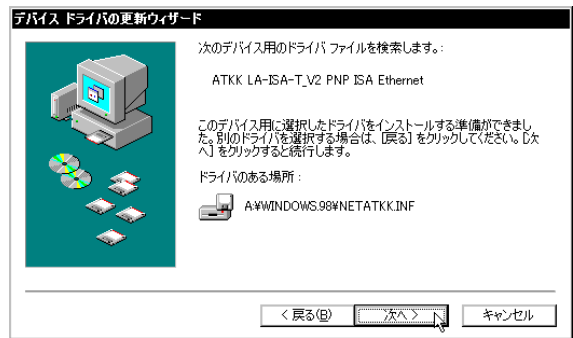 デバイス ドライバの更新ウィザード
次のデバイス用のドライバ ファイルを検索します。:
ATKK LA-ISA-T_V2 PNP ISA Ethernet
このデバイス用に選択したドライバをインストールする準備ができまし
た。別のドライバを選択する場合は、[戻る] をクリックしてください。[次
へ] をクリックすると続行します。
ドライバのある場所:
A:¥WINDOWS.98¥NETATKK.INF
< 戻る(B)
次へ >
キャンセル